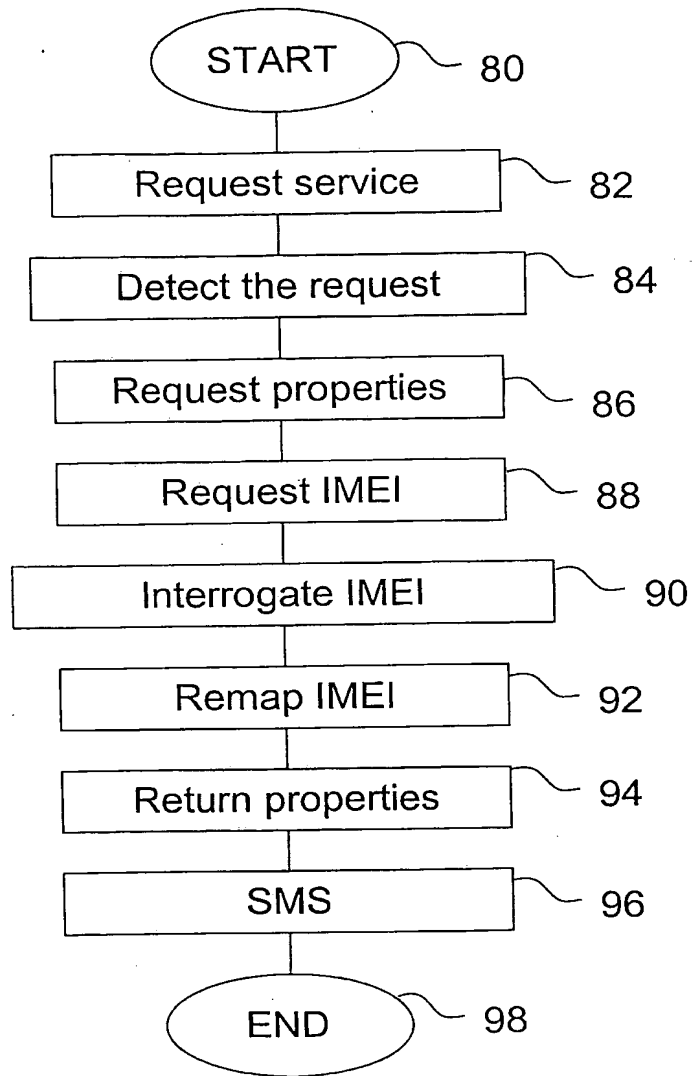 START 80
Request service 82
Detect the request 84
Request properties 86
Request IMEI 88
Interrogate IMEI 90
Remap IMEI 92
Return properties 94
SMS 96
END 98